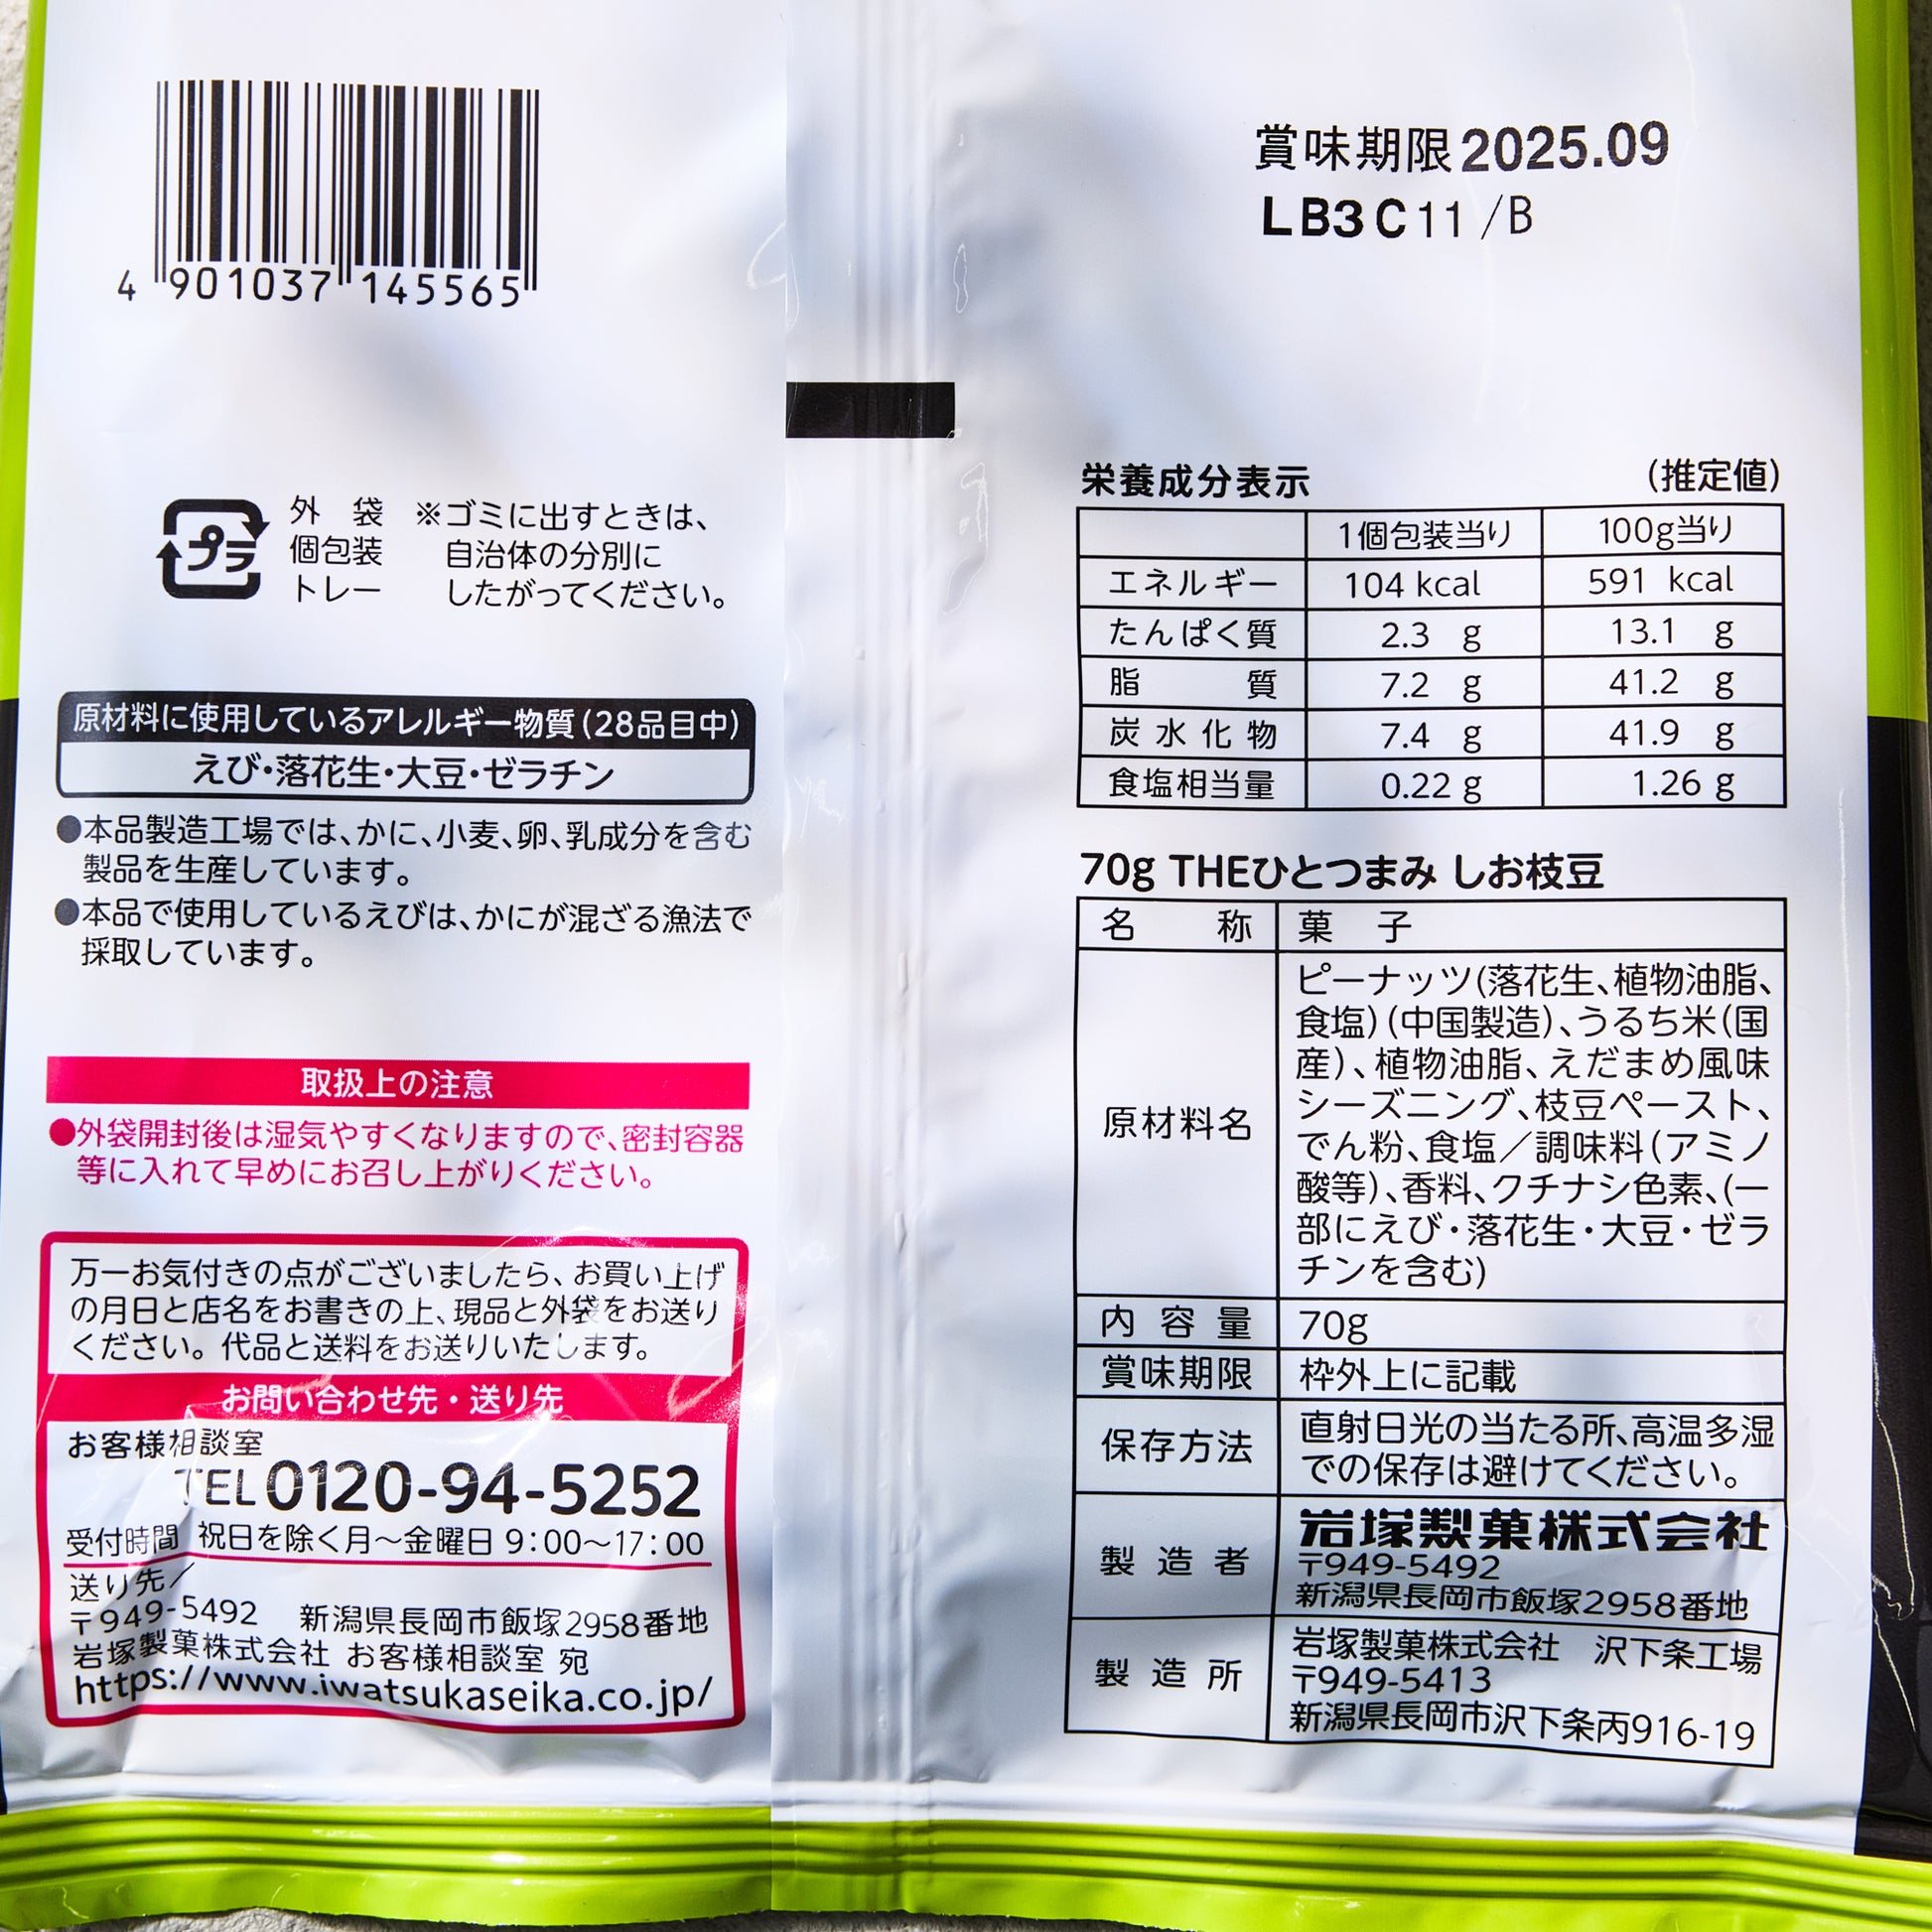 4 901037 145565
プラ
外 袋
個包装
トレー
※ゴミに出すときは、
自治体の分別に
したがってください。
原材料に使用しているアレルギー物質(28品目中)
えび・落花生・大豆・ゼラチン
●本品製造工場では、かに、小麦、卵、乳成分を含む
製品を生産しています。
●本品で使用しているえびは、かにが混ざる漁法で
採取しています。
取扱上の注意
●外袋開封後は湿気やすくなりますので、密封容器
等に入れて早めにお召し上がりください。
万一お気付きの点がございましたら、お買い上げ
の月日と店名をお書きの上、現品と外袋をお送り
ください。代品と送料をお送りいたします。
お問い合わせ先・送り先
お客様相談室
TEL 0120-94-5252
受付時間 祝日を除く月〜金曜日 9:00〜17:00
送り先/
〒949-5492 新潟県長岡市飯塚2958番地
岩塚製菓株式会社 お客様相談室 宛
https://www.iwatsukaseika.co.jp/
賞味期限2025.09
LB3C11/B
栄養成分表示 (推定値)
1個包装当り 100g当り
エネルギー 104 kcal 591 kcal
たんぱく質 2.3 g 13.1 g
脂質 7.2 g 41.2 g
炭水化物 7.4 g 41.9 g
食塩相当量 0.22 g 1.26 g
70g THEひとつまみ しお枝豆
名称 菓子
原材料名
ピーナッツ(落花生、植物油脂、
食塩)(中国製造)、うるち米(国
産)、植物油脂、えだまめ風味
シーズニング、枝豆ペースト、
でん粉、食塩/調味料(アミノ
酸等)、香料、クチナシ色素、(一
部にえび・落花生・大豆・ゼラ
チンを含む)
内容量 70g
賞味期限 枠外上に記載
保存方法
直射日光の当たる所、高温多湿
での保存は避けてください。
製造者
岩塚製菓株式会社
〒949-5492
新潟県長岡市飯塚2958番地
製造所
岩塚製菓株式会社 沢下条工場
〒949-5413
新潟県長岡市沢下条丙916-19